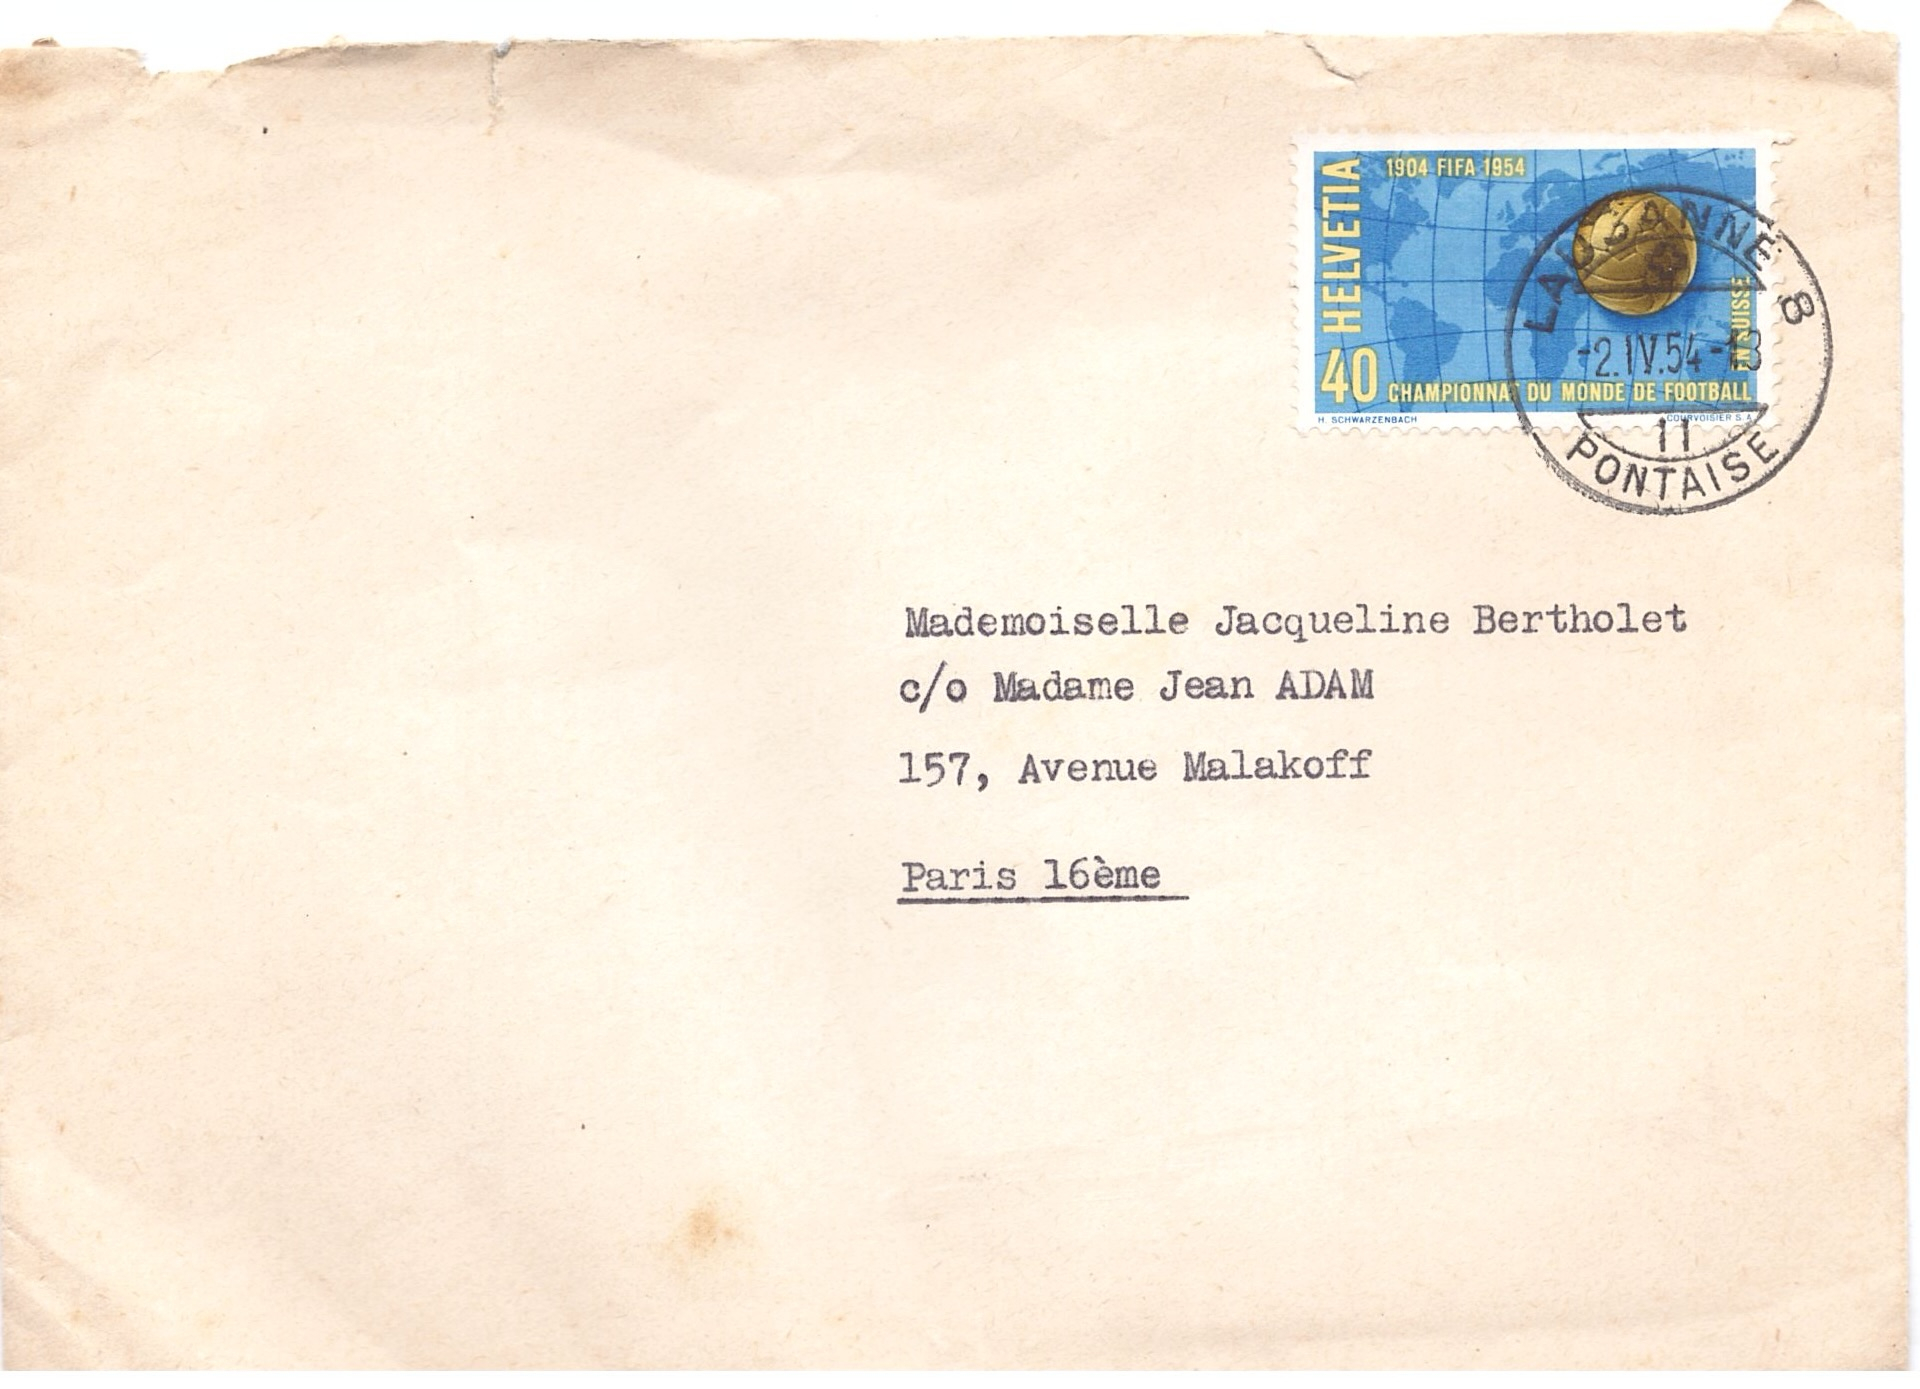 1904 FIFA 1954
HELVETIA
40
CHAMPIONNAT DU MONDE DE FOOTBALL
EN SUISSE
H. SCHWARZENBACH
COURVOISIER S.A.
LAUSANNE 8
-2.IV.54-13
11
PONTAISE
Mademoiselle Jacqueline Bertholet
c/o Madame Jean ADAM
157, Avenue Malakoff
Paris 16ème